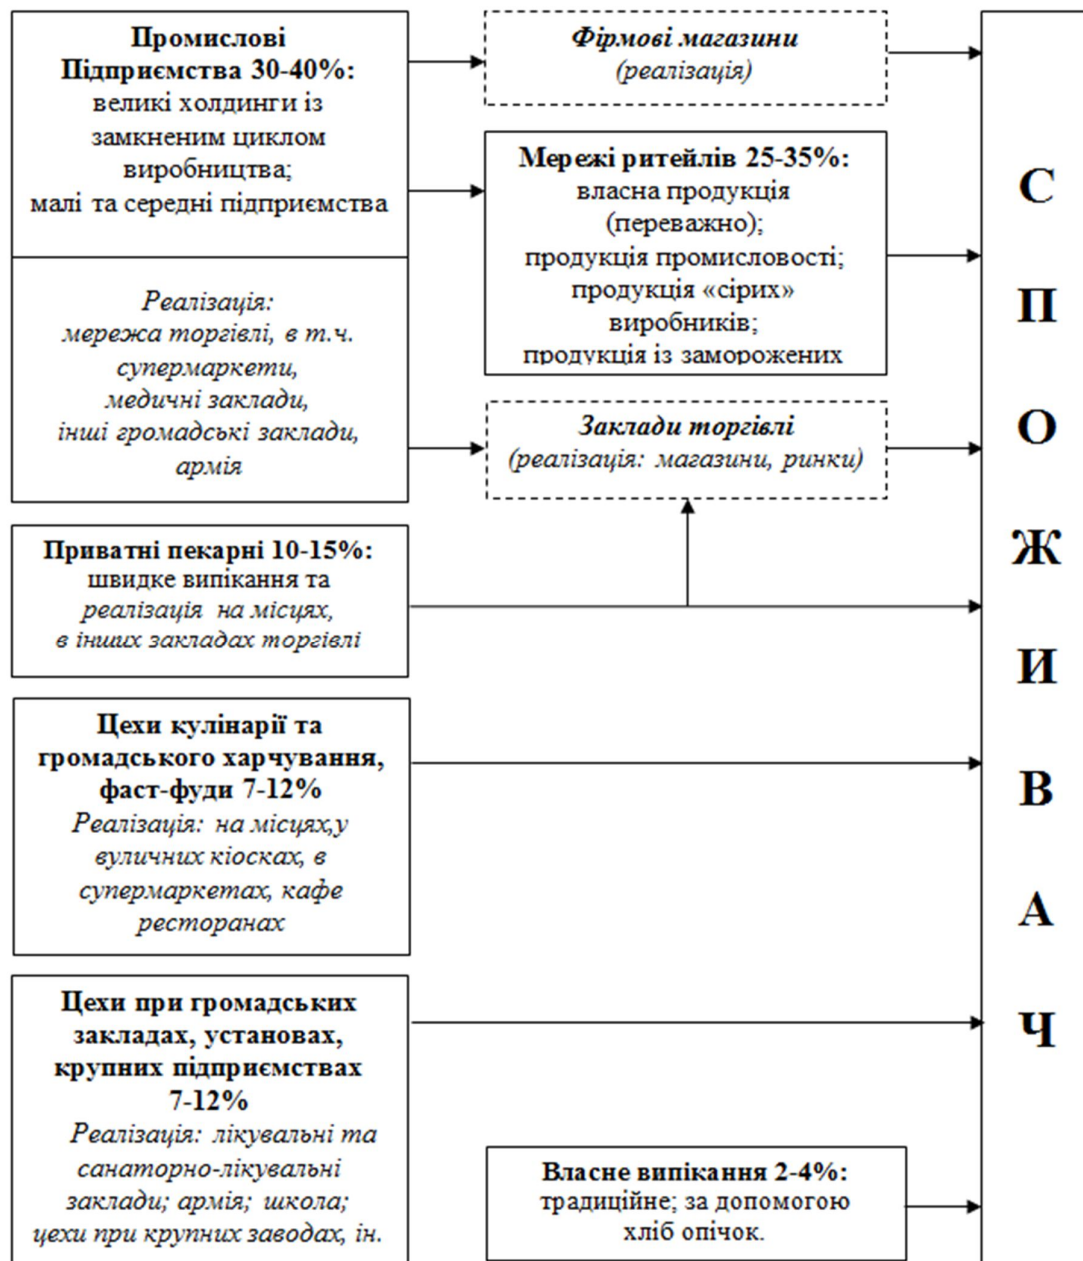 Промислові
Підприємства 30-40%:
великі холдинги із
замкненим циклом
виробництва;
малі та середні підприємства
Реалізація:
мережа торгівлі, в т.ч.
супермаркети,
медичні заклади,
інші громадські заклади,
армія
Фірмові магазини
(реалізація)
Мережі ритейлів 25-35%:
власна продукція
(переважно);
продукція промисловості;
продукція «сірих»
виробників;
продукція із заморожених
Заклади торгівлі
(реалізація: магазини, ринки)
Приватні пекарні 10-15%:
швидке випікання та
реалізація на місцях,
в інших закладах торгівлі
Цехи кулінарії та
громадського харчування,
фаст-фуди 7-12%
Реалізація: на місцях,у
вуличних кіосках, в
супермаркетах, кафе
ресторанах
Цехи при громадських
закладах, установах,
крупних підприємствах
7-12%
Реалізація: лікувальні та
санаторно-лікувальні
заклади; армія; школа;
цехи при крупних заводах, ін.
Власне випікання 2-4%:
традиційне; за допомогою
хліб опічок.
С
П
О
Ж
И
В
А
Ч